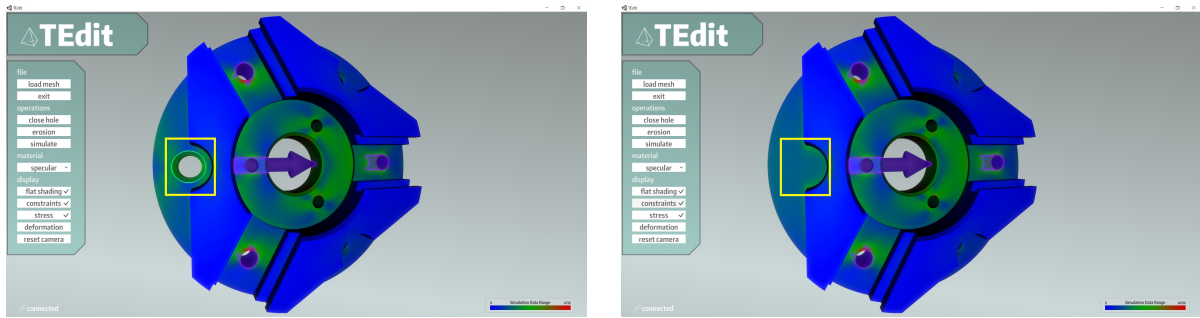 TEdit
TEdit
file
load mesh
exit
operations
close hole
erosion
simulate
material
specular
display
flat shading ✓
constraints ✓
stress ✓
deformation
reset camera
connected
Simulation Data Range
TEdit
TEdit
file
load mesh
exit
operations
close hole
erosion
simulate
material
specular
display
flat shading ✓
constraints ✓
stress ✓
deformation
reset camera
connected
Simulation Data Range